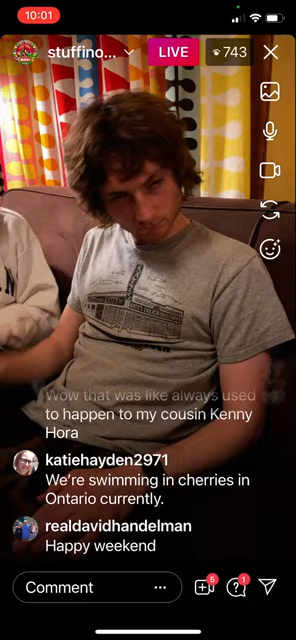 10:01
stuffino...
LIVE
743
Wow that was like always used
to happen to my cousin Kenny
Hora
katiehayden2971
We're swimming in cherries in
Ontario currently.
realdavidhandelman
Happy weekend
Comment
5
1